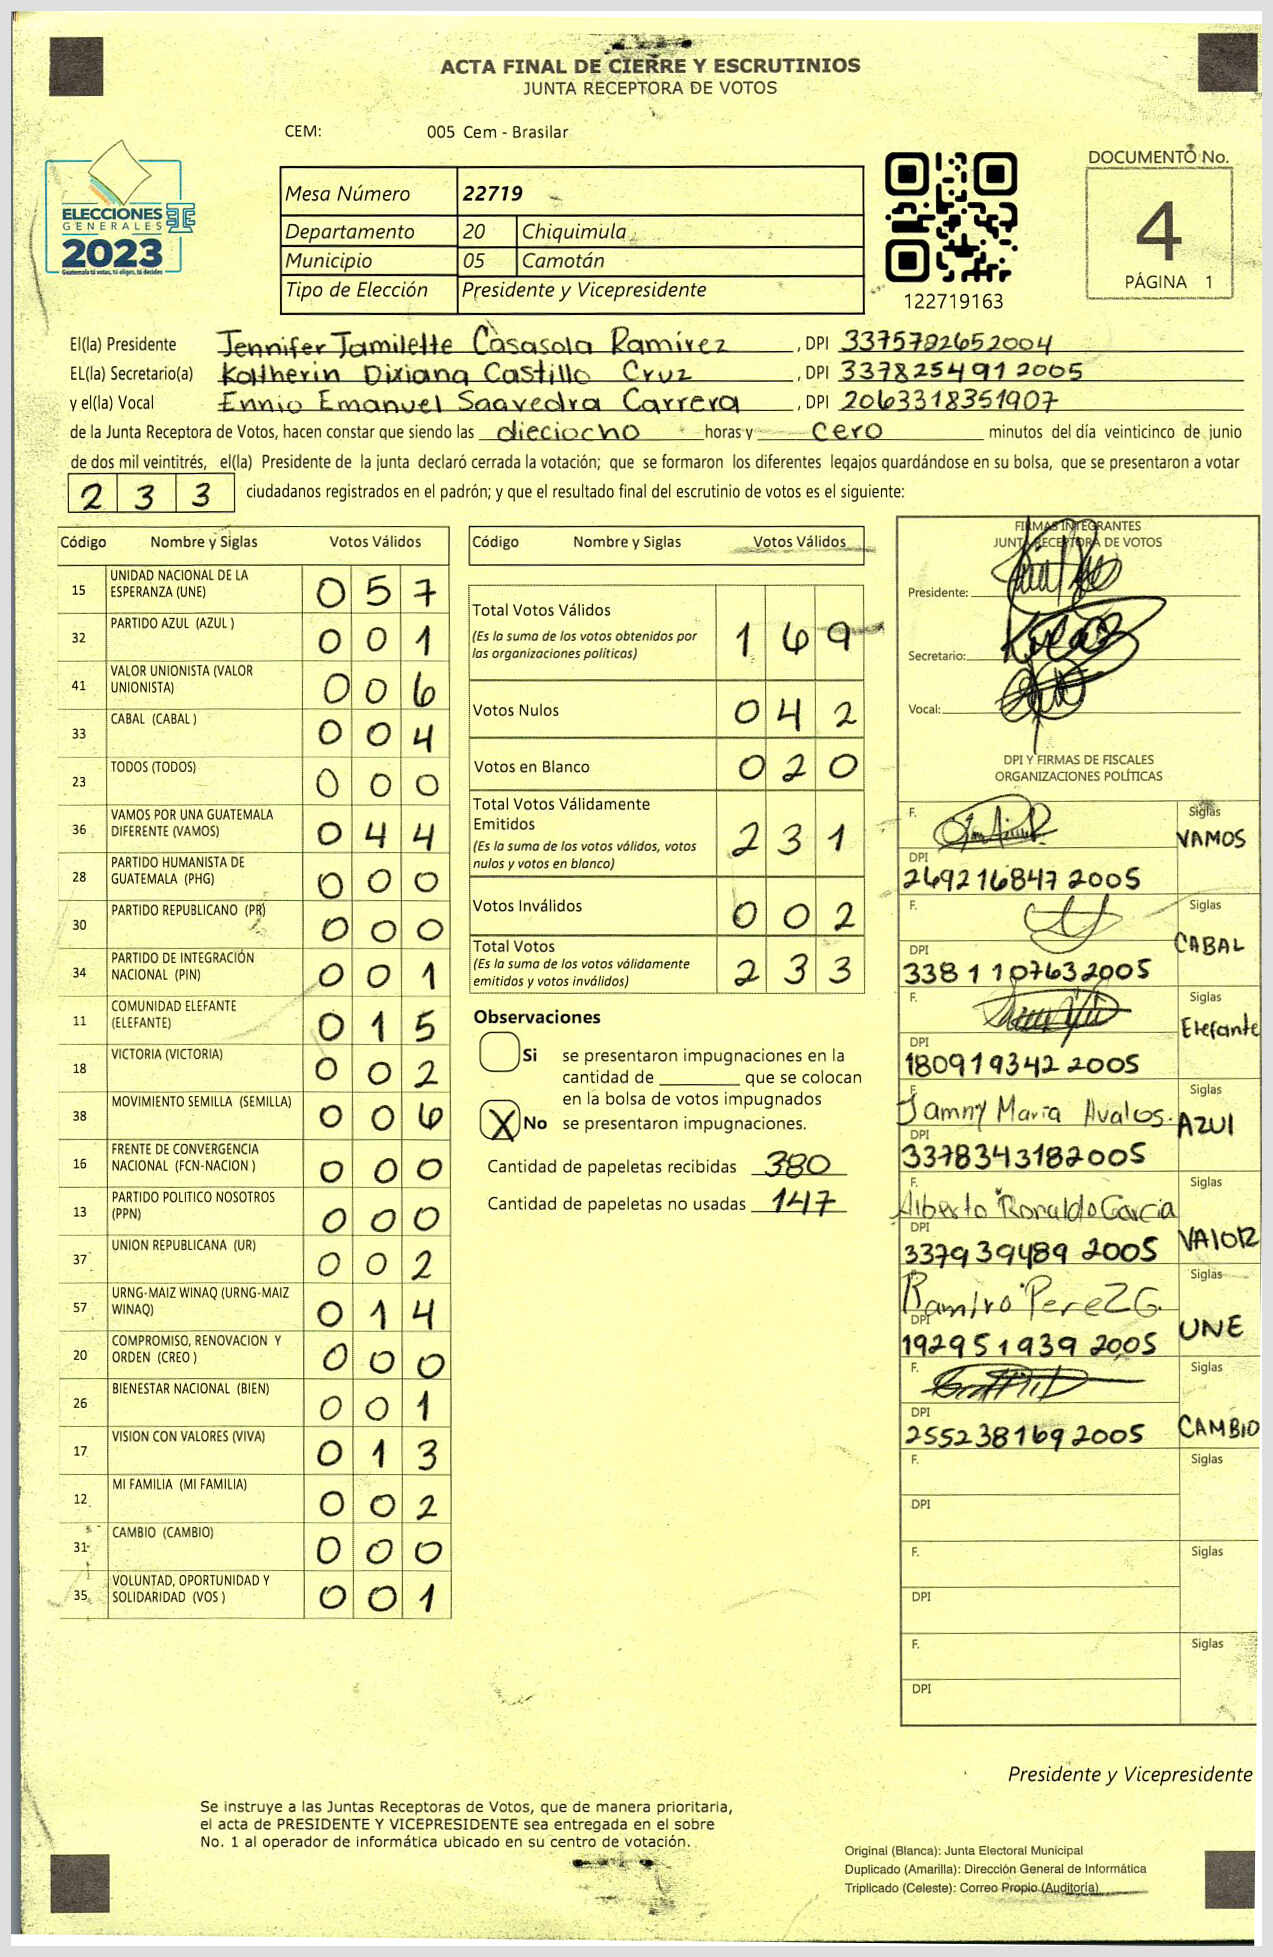 ACTA FINAL DE CIERRE Y ESCRUTINIOS
JUNTA RECEPTORA DE VOTOS
CEM: 005 Cem - Brasilar
ELECCIONES
GENERALES
2023
Guatemala tú votas, tú eliges, tú decides
Mesa Número 22719
Departamento 20 Chiquimula
Municipio 05 Camotán
Tipo de Elección Presidente y Vicepresidente
122719163
DOCUMENTO No.
4
PÁGINA 1
El(la) Presidente Jennifer Jamilette Casasola Ramírez, DPI 3375782652004
EL(la) Secretario(a) Katherin Dixiana Castillo Cruz, DPI 337825491 2005
y el(la) Vocal Ennio Emanuel Saavedra Carrera, DPI 2063318351907
de la Junta Receptora de Votos, hacen constar que siendo las dieciocho horas y cero minutos del día veinticinco de junio
de dos mil veintitrés, el(la) Presidente de la junta declaró cerrada la votación; que se formaron los diferentes legajos guardándose en su bolsa, que se presentaron a votar
2 3 3 ciudadanos registrados en el padrón; y que el resultado final del escrutinio de votos es el siguiente:
Código Nombre y Siglas Votos Válidos
15 UNIDAD NACIONAL DE LA ESPERANZA (UNE) 0 5 7
32 PARTIDO AZUL (AZUL ) 0 0 1
41 VALOR UNIONISTA (VALOR UNIONISTA) 0 0 6
33 CABAL (CABAL ) 0 0 4
23 TODOS (TODOS) 0 0 0
36 VAMOS POR UNA GUATEMALA DIFERENTE (VAMOS) 0 4 4
28 PARTIDO HUMANISTA DE GUATEMALA (PHG) 0 0 0
30 PARTIDO REPUBLICANO (PR) 0 0 0
34 PARTIDO DE INTEGRACIÓN NACIONAL (PIN) 0 0 1
11 COMUNIDAD ELEFANTE (ELEFANTE) 0 1 5
18 VICTORIA (VICTORIA) 0 0 2
38 MOVIMIENTO SEMILLA (SEMILLA) 0 0 6
16 FRENTE DE CONVERGENCIA NACIONAL (FCN-NACION ) 0 0 0
13 PARTIDO POLITICO NOSOTROS (PPN) 0 0 0
37 UNION REPUBLICANA (UR) 0 0 2
57 URNG-MAIZ WINAQ (URNG-MAIZ WINAQ) 0 1 4
20 COMPROMISO, RENOVACION Y ORDEN (CREO ) 0 0 0
26 BIENESTAR NACIONAL (BIEN) 0 0 1
17 VISION CON VALORES (VIVA) 0 1 3
12 MI FAMILIA (MI FAMILIA) 0 0 2
31 CAMBIO (CAMBIO) 0 0 0
35 VOLUNTAD, OPORTUNIDAD Y SOLIDARIDAD (VOS ) 0 0 1
Código Nombre y Siglas Votos Válidos
Total Votos Válidos 1 6 9
(Es la suma de los votos obtenidos por
las organizaciones políticas)
Votos Nulos 0 4 2
Votos en Blanco 0 2 0
Total Votos Válidamente
Emitidos 2 3 1
(Es la suma de los votos válidos, votos
nulos y votos en blanco)
Votos Inválidos 0 0 2
Total Votos 2 3 3
(Es la suma de los votos válidamente
emitidos y votos inválidos)
Observaciones
Si se presentaron impugnaciones en la
cantidad de ________ que se colocan
en la bolsa de votos impugnados
X No se presentaron impugnaciones.
Cantidad de papeletas recibidas 380
Cantidad de papeletas no usadas 147
FIRMAS INTEGRANTES
JUNTA RECEPTORA DE VOTOS
Presidente:
Secretario:
Vocal:
DPI Y FIRMAS DE FISCALES
ORGANIZACIONES POLÍTICAS
F. Siglas
VAMOS
DPI
269216847 2005
F. Siglas
CABAL
DPI
3381107632005
F. Siglas
Elefante
DPI
180919342 2005
F. Siglas
Jamny María Avalos. AZUl
DPI
3378343182005
F. Siglas
Alberto Ronaldo Garcia
DPI
337939489 2005 VAlOR
F. Siglas
Ramiro Perez G.
DPI
192951939 2005 UNE
F. Siglas
DPI
255238169 2005 CAMBIO
F. Siglas
DPI
F. Siglas
DPI
F. Siglas
DPI
Presidente y Vicepresidente
Se instruye a las Juntas Receptoras de Votos, que de manera prioritaria,
el acta de PRESIDENTE Y VICEPRESIDENTE sea entregada en el sobre
No. 1 al operador de informática ubicado en su centro de votación.
Original (Blanca): Junta Electoral Municipal
Duplicado (Amarilla): Dirección General de Informática
Triplicado (Celeste): Correo Propio (Auditoría)